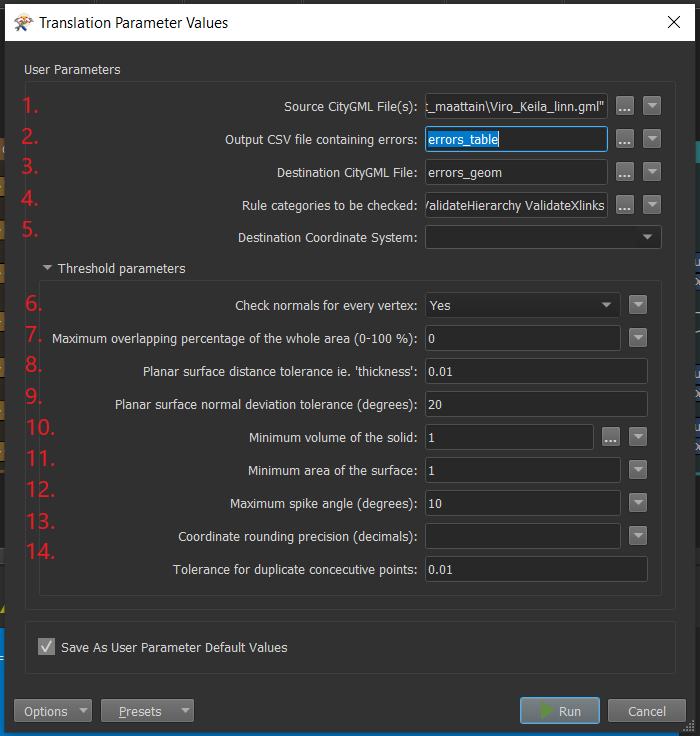 Translation Parameter Values
User Parameters
1. Source CityGML File(s): t_maattain\Viro_Keila_linn.gml" ...
2. Output CSV file containing errors: errors_table ...
3. Destination CityGML File: errors_geom ...
4. Rule categories to be checked: ValidateHierarchy ValidateXlinks ...
5. Destination Coordinate System:
Threshold parameters
6. Check normals for every vertex: Yes
7. Maximum overlapping percentage of the whole area (0-100 %): 0
8. Planar surface distance tolerance ie. 'thickness': 0.01
9. Planar surface normal deviation tolerance (degrees): 20
10. Minimum volume of the solid: 1 ...
11. Minimum area of the surface: 1
12. Maximum spike angle (degrees): 10
13. Coordinate rounding precision (decimals):
14. Tolerance for duplicate concecutive points: 0.01
Save As User Parameter Default Values
Options Presets Run Cancel